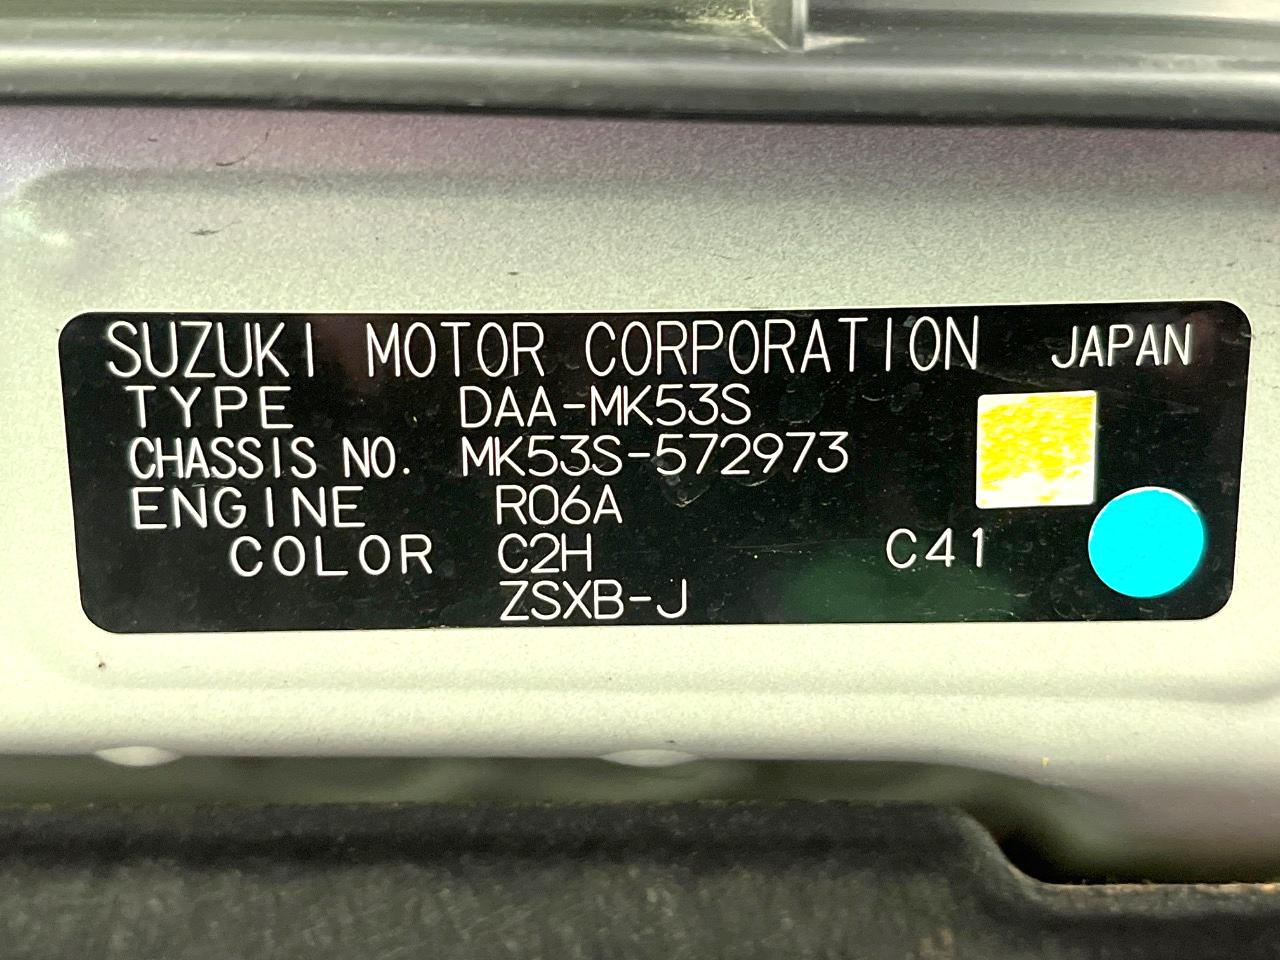 SUZUKI MOTOR CORPORATION JAPAN
TYPE DAA-MK53S
CHASSIS NO. MK53S-572973
ENGINE R06A
COLOR C2H C41
ZSXB-J